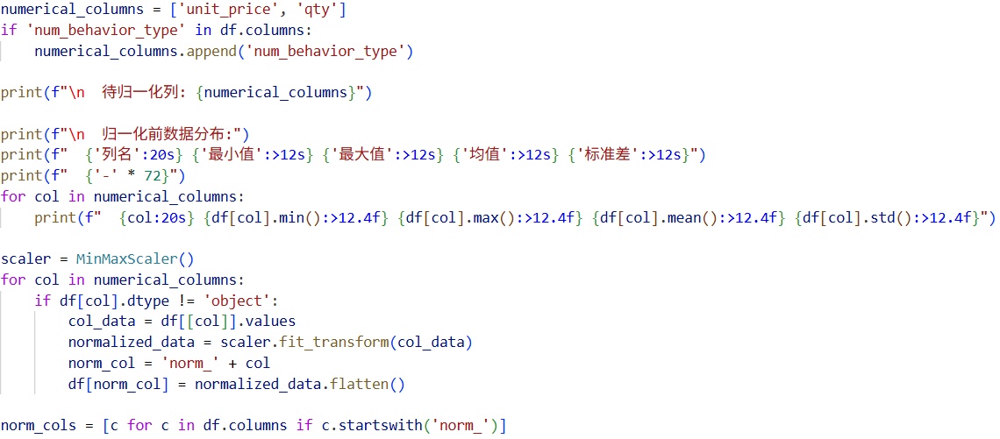 numerical_columns = ['unit_price', 'qty']
if 'num_behavior_type' in df.columns:
    numerical_columns.append('num_behavior_type')

print(f"\n  待归一化列: {numerical_columns}")

print(f"\n  归一化前数据分布:")
print(f"  {'列名':20s} {'最小值':>12s} {'最大值':>12s} {'均值':>12s} {'标准差':>12s}")
print(f"  {'-' * 72}")
for col in numerical_columns:
    print(f"  {col:20s} {df[col].min():>12.4f} {df[col].max():>12.4f} {df[col].mean():>12.4f} {df[col].std():>12.4f}")

scaler = MinMaxScaler()
for col in numerical_columns:
    if df[col].dtype != 'object':
        col_data = df[[col]].values
        normalized_data = scaler.fit_transform(col_data)
        norm_col = 'norm_' + col
        df[norm_col] = normalized_data.flatten()

norm_cols = [c for c in df.columns if c.startswith('norm_')]